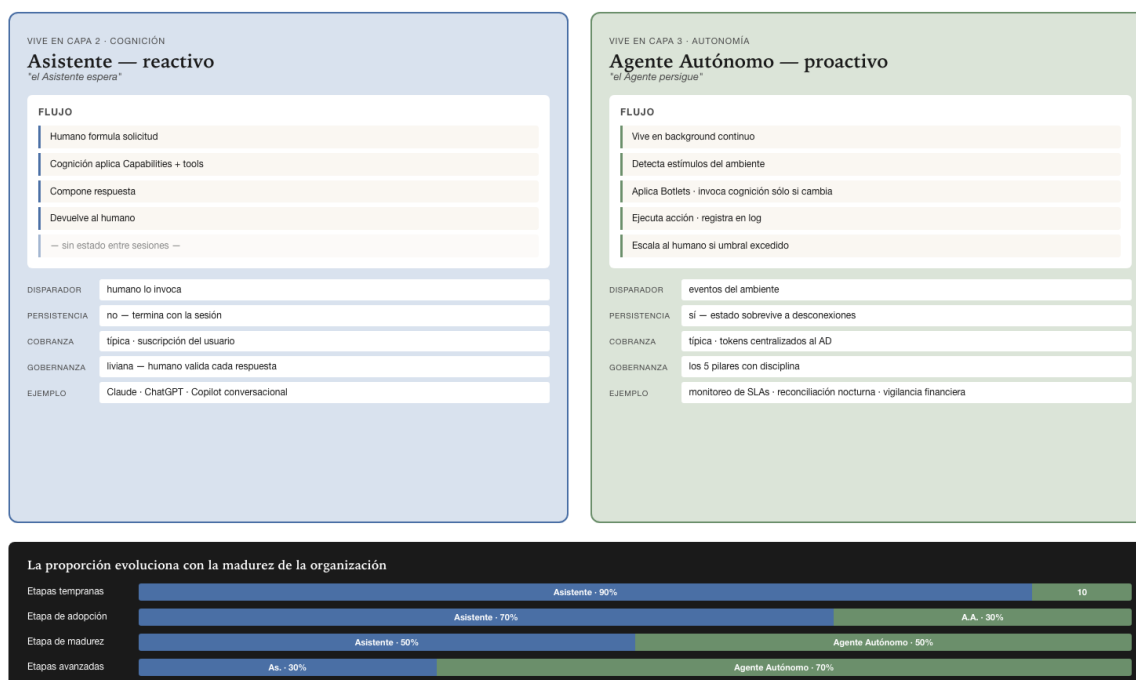 VIVE EN CAPA 2 · COGNICIÓN
Asistente — reactivo
"el Asistente espera"
FLUJO
Humano formula solicitud
Cognición aplica Capabilities + tools
Compone respuesta
Devuelve al humano
— sin estado entre sesiones —
DISPARADOR humano lo invoca
PERSISTENCIA no — termina con la sesión
COBRANZA típica · suscripción del usuario
GOBERNANZA liviana — humano valida cada respuesta
EJEMPLO Claude · ChatGPT · Copilot conversacional
VIVE EN CAPA 3 · AUTONOMÍA
Agente Autónomo — proactivo
"el Agente persigue"
FLUJO
Vive en background continuo
Detecta estímulos del ambiente
Aplica Botlets · invoca cognición sólo si cambia
Ejecuta acción · registra en log
Escala al humano si umbral excedido
DISPARADOR eventos del ambiente
PERSISTENCIA sí — estado sobrevive a desconexiones
COBRANZA típica · tokens centralizados al AD
GOBERNANZA los 5 pilares con disciplina
EJEMPLO monitoreo de SLAs · reconciliación nocturna · vigilancia financiera
La proporción evoluciona con la madurez de la organización
Etapas tempranas Asistente · 90% 10
Etapa de adopción Asistente · 70% A.A. · 30%
Etapa de madurez Asistente · 50% Agente Autónomo · 50%
Etapas avanzadas As. · 30% Agente Autónomo · 70%